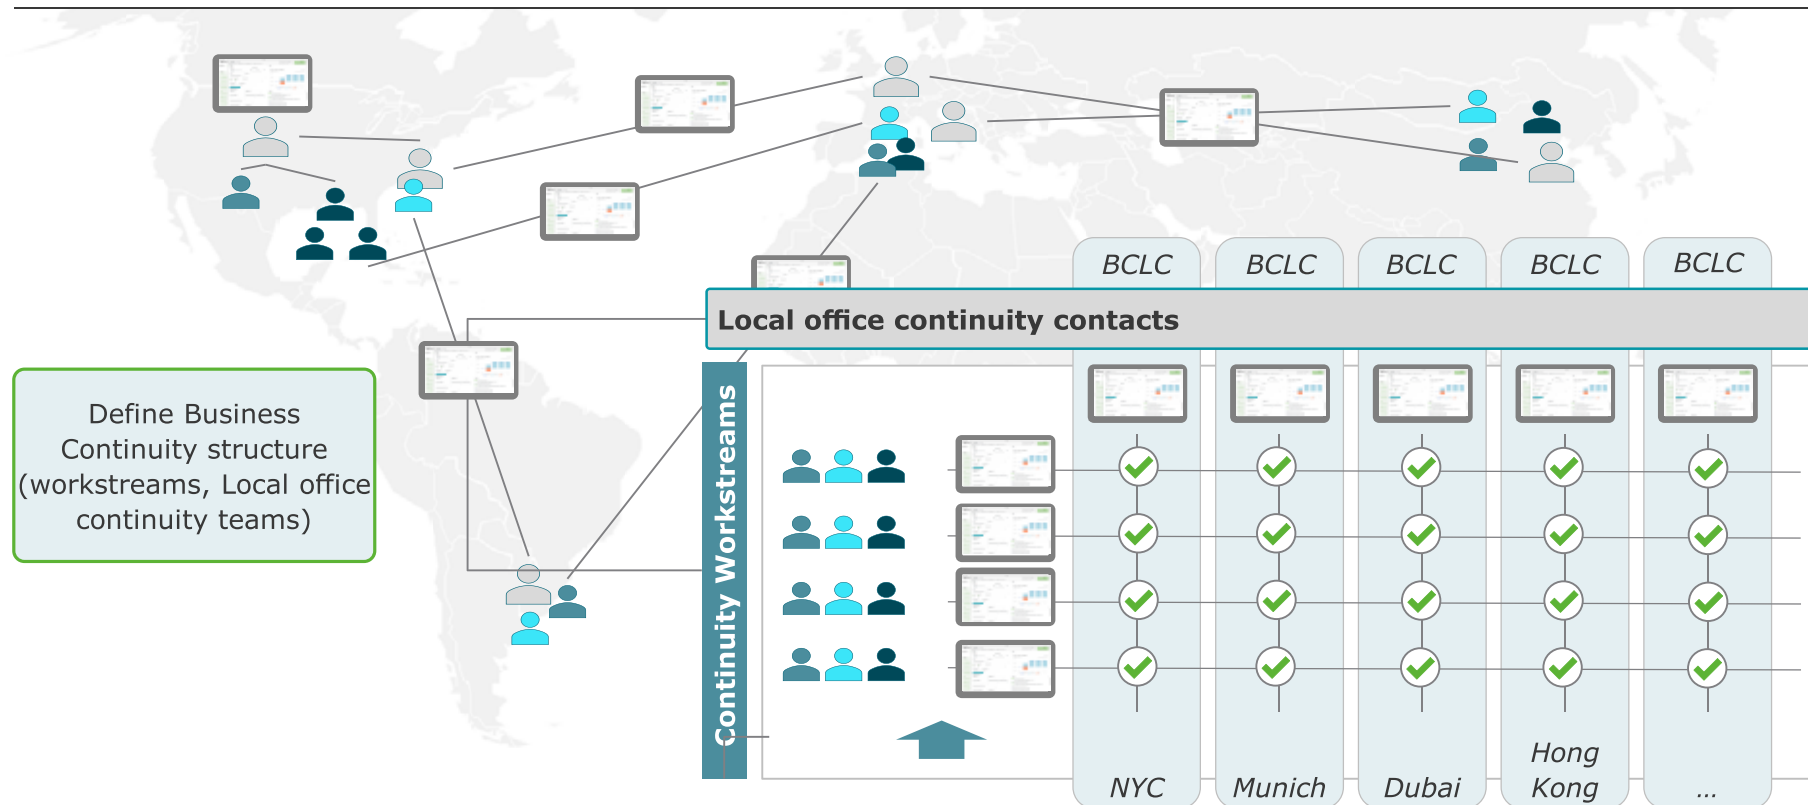 BCLC BCLC BCLC BCLC BCLC
Local office continuity contacts
Define Business
Continuity structure
(workstreams, Local office
continuity teams)
Continuity Workstreams
NYC Munich Dubai Hong
Kong ...